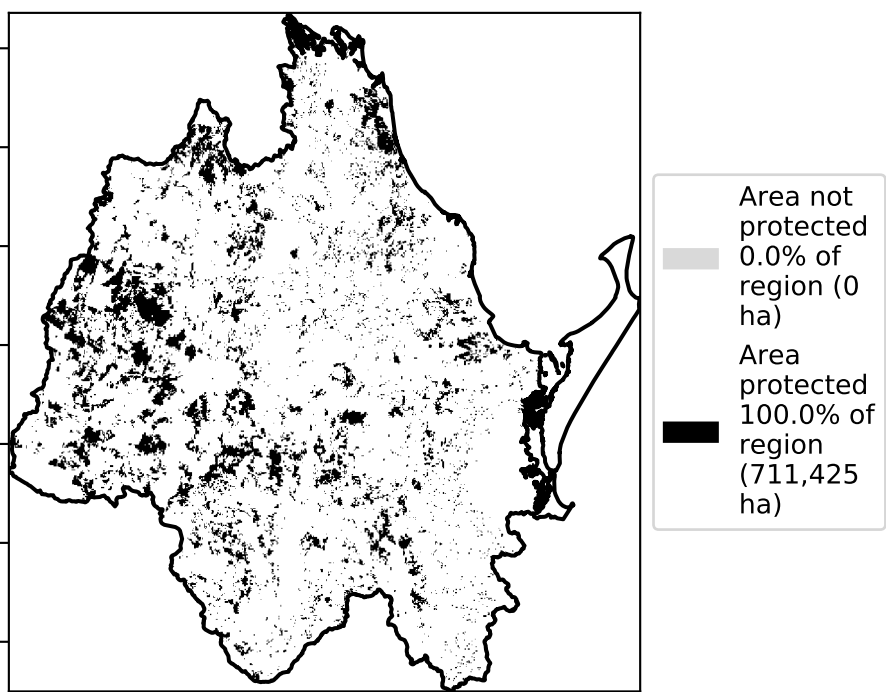 Area not
protected
0.0% of
region (0
ha)
Area
protected
100.0% of
region
(711,425
ha)